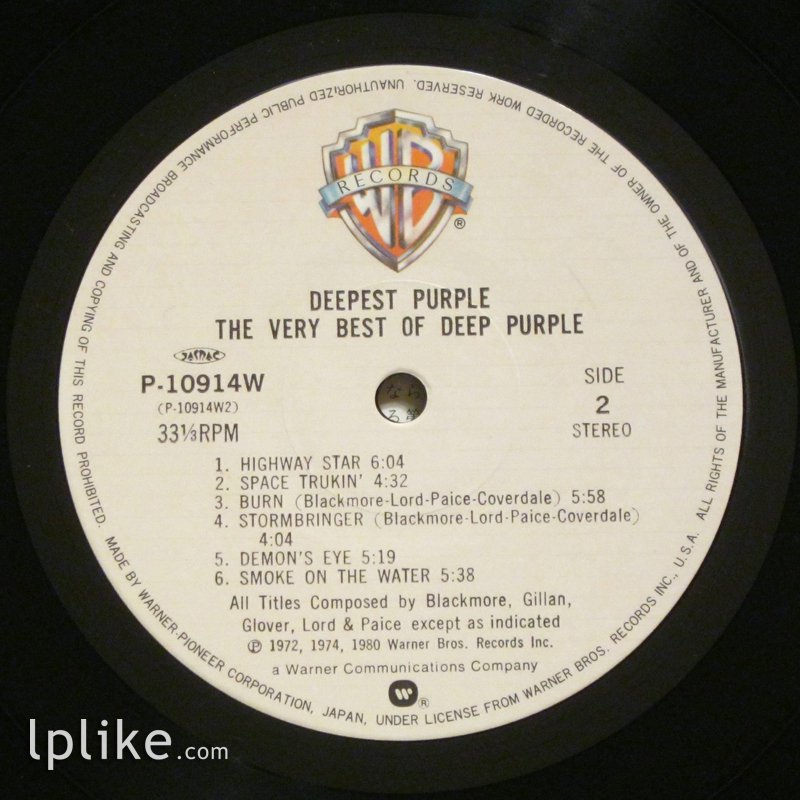 UNAUTHORIZED PUBLIC PERFORMANCE BROADCASTING AND COPYING OF THIS RECORD PROHIBITED. MADE BY WARNER-PIONEER CORPORATION, JAPAN, UNDER LICENSE FROM WARNER BROS. RECORDS INC., U.S.A. ALL RIGHTS OF THE MANUFACTURER AND OF THE OWNER OF THE RECORDED WORK RESERVED.
WB
RECORDS
®
DEEPEST PURPLE
THE VERY BEST OF DEEP PURPLE
JASRAC
P-10914W
(P-10914W2)
33⅓RPM
SIDE
2
STEREO
なら
る第
1. HIGHWAY STAR 6:04
2. SPACE TRUKIN' 4:32
3. BURN (Blackmore-Lord-Paice-Coverdale) 5:58
4. STORMBRINGER (Blackmore-Lord-Paice-Coverdale)
4:04
5. DEMON'S EYE 5:19
6. SMOKE ON THE WATER 5:38
All Titles Composed by Blackmore, Gillan,
Glover, Lord & Paice except as indicated
℗ 1972, 1974, 1980 Warner Bros. Records Inc.
a Warner Communications Company
®
lplike.com